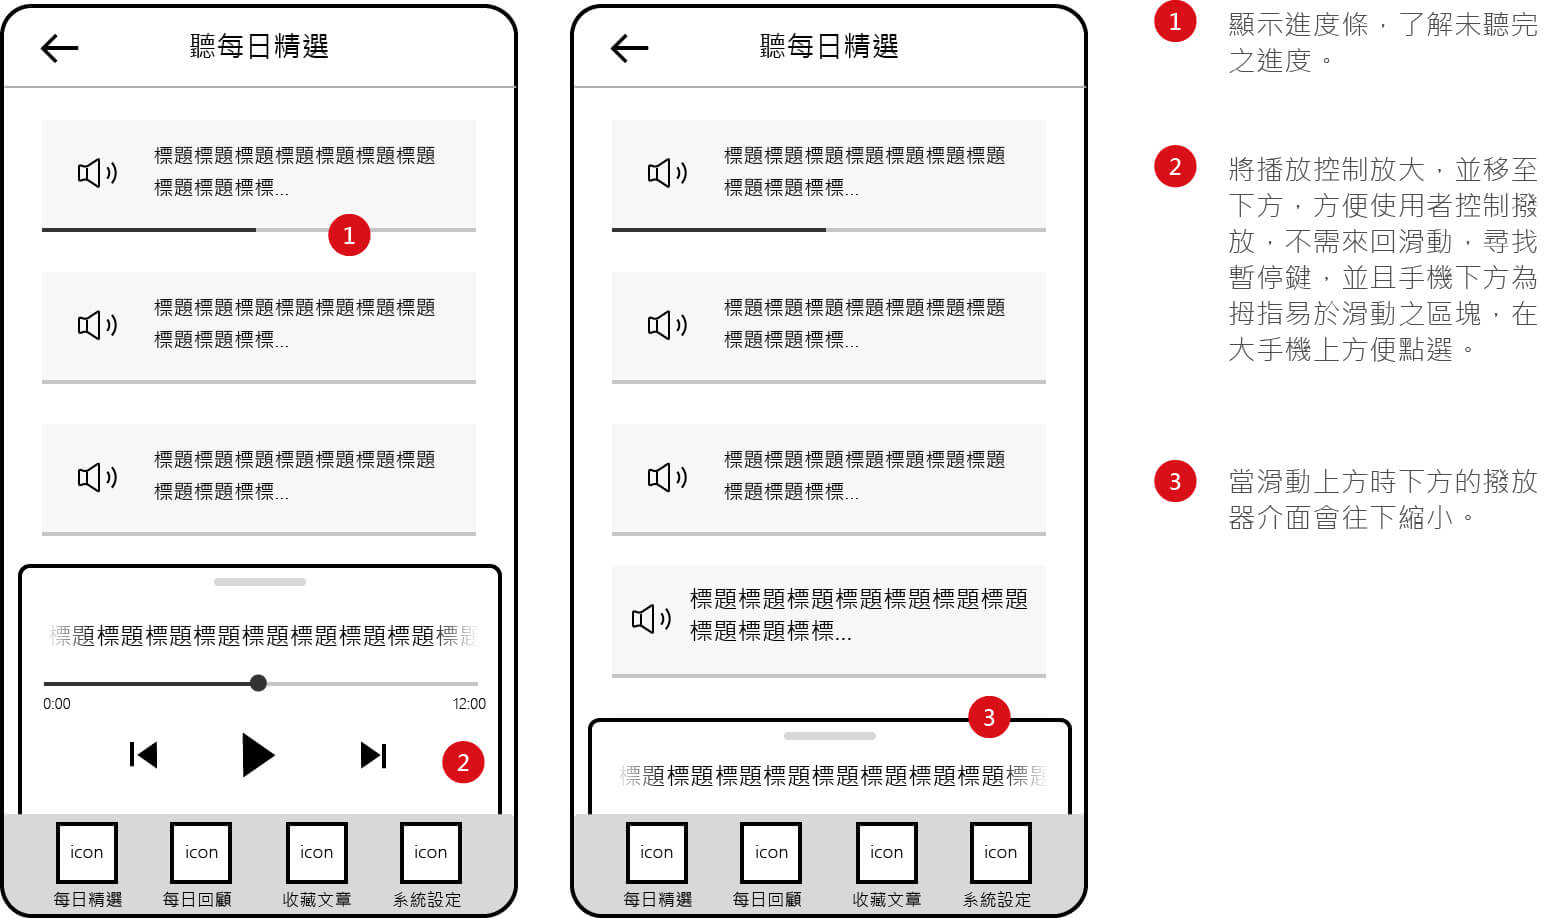 聽每日精選
標題標題標題標題標題標題標題
標題標題標標...
1
標題標題標題標題標題標題標題
標題標題標標...
標題標題標題標題標題標題標題
標題標題標標...
標題標題標題標題標題標題標題標題標題
0:00
12:00
2
icon
icon
icon
icon
每日精選
每日回顧
收藏文章
系統設定
聽每日精選
標題標題標題標題標題標題標題
標題標題標標...
標題標題標題標題標題標題標題
標題標題標標...
標題標題標題標題標題標題標題
標題標題標標...
標題標題標題標題標題標題標題
標題標題標標...
3
標題標題標題標題標題標題標題標題標題
icon
icon
icon
icon
每日精選
每日回顧
收藏文章
系統設定
1
顯示進度條，了解未聽完
之進度。
2
將播放控制放大，並移至
下方，方便使用者控制撥
放，不需來回滑動，尋找
暫停鍵，並且手機下方為
拇指易於滑動之區塊，在
大手機上方便點選。
3
當滑動上方時下方的撥放
器介面會往下縮小。